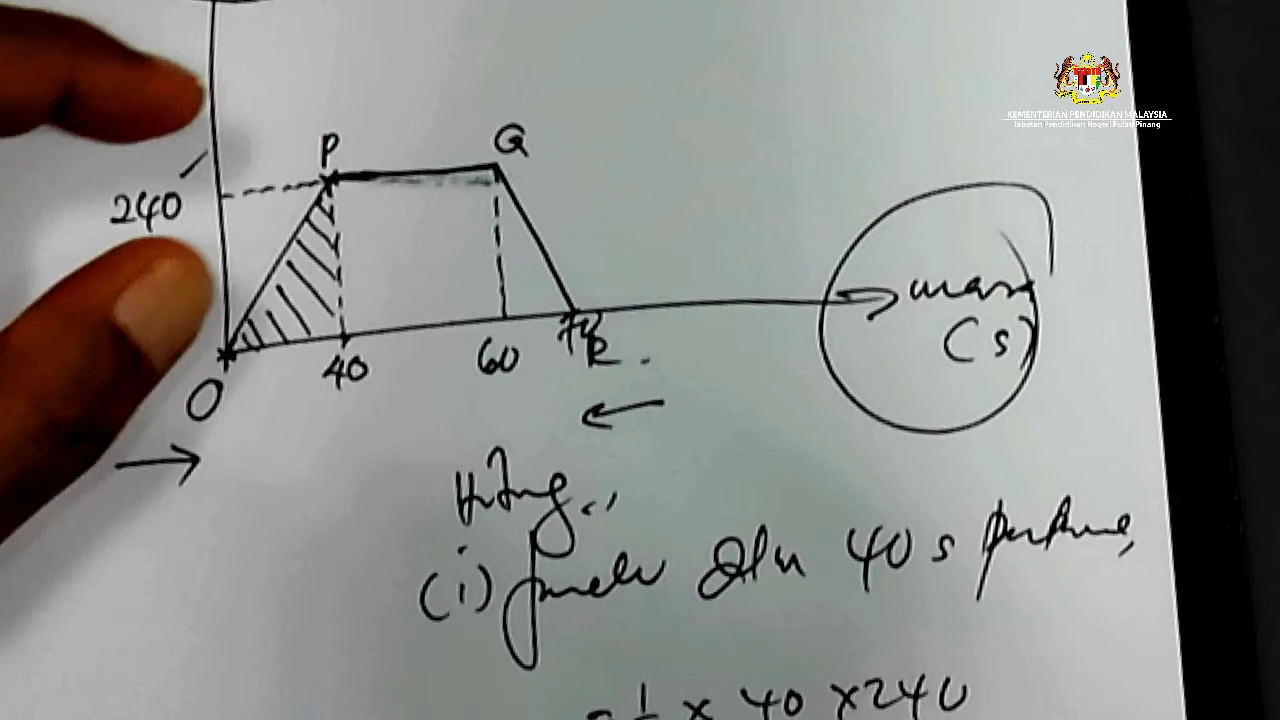 KEMENTERIAN PENDIDIKAN MALAYSIA
Jabatan Pendidikan Negeri Pulau Pinang
P
Q
240
masa
(s)
O
40
60
R
Hitung..
(i)
dlm 40 s pertama,
= 1/2 x 40 x 240